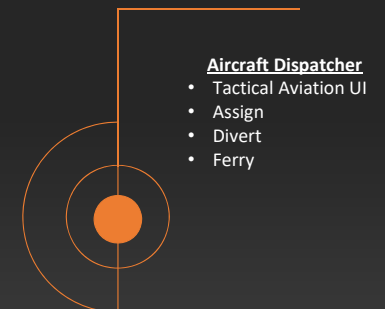 Aircraft Dispatcher
• Tactical Aviation UI
• Assign
• Divert
• Ferry